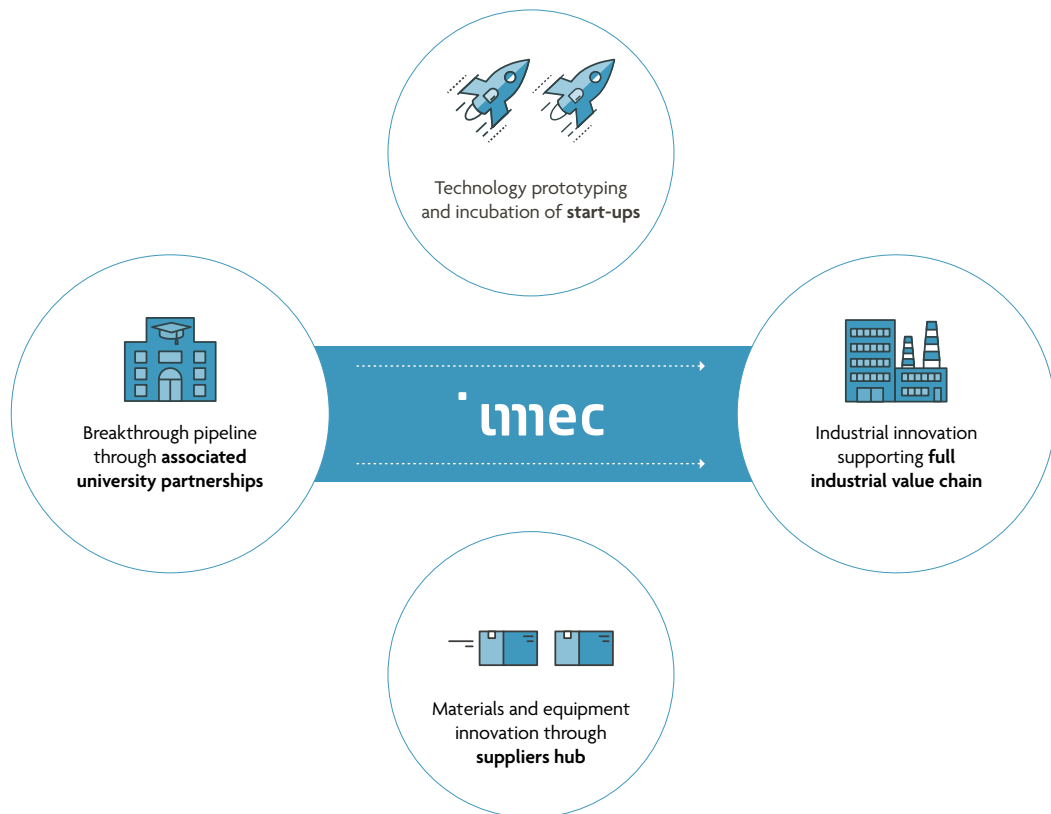 Technology prototyping
and incubation of start-ups
Breakthrough pipeline
through associated
university partnerships
imec
Industrial innovation
supporting full
industrial value chain
Materials and equipment
innovation through
suppliers hub